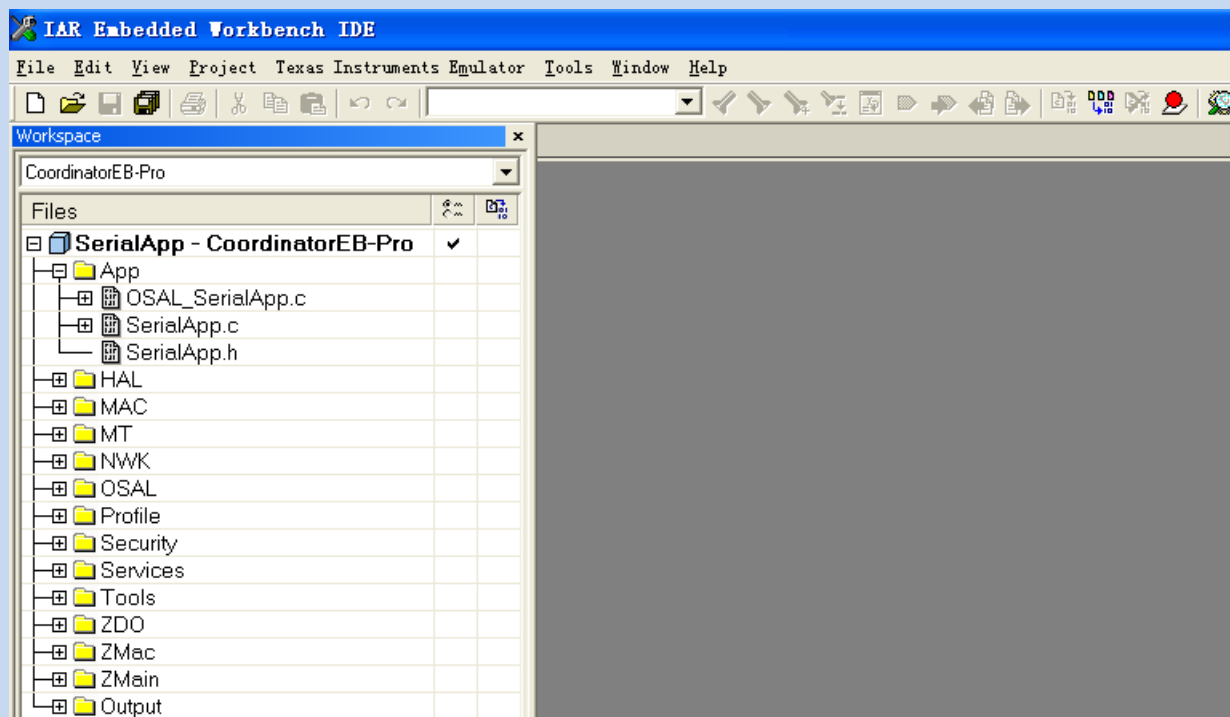 IAR Embedded Workbench IDE
File Edit View Project Texas Instruments Emulator Tools Window Help
Workspace
CoordinatorEB-Pro
Files
SerialApp - CoordinatorEB-Pro
App
OSAL_SerialApp.c
SerialApp.c
SerialApp.h
HAL
MAC
MT
NWK
OSAL
Profile
Security
Services
Tools
ZDO
ZMac
ZMain
Output